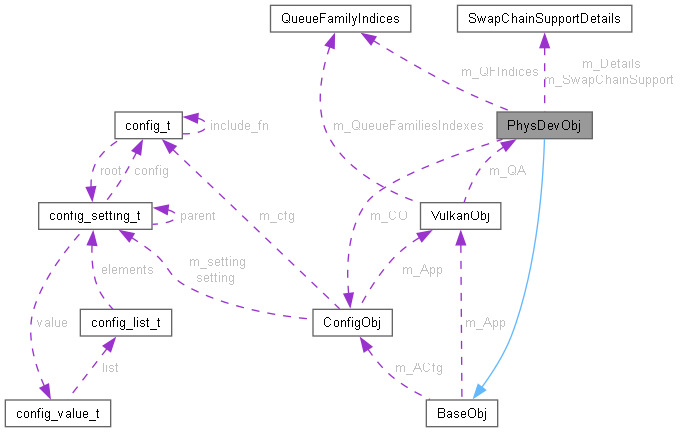 QueueFamilyIndices
SwapChainSupportDetails
m_QFIndices
m_Details
m_SwapChainSupport
config_t
include_fn
m_QueueFamiliesIndexes
PhysDevObj
root
config
m_QA
config_setting_t
parent
m_cfg
m_CO
VulkanObj
m_setting
setting
m_App
elements
value
config_list_t
ConfigObj
m_App
list
m_ACfg
config_value_t
BaseObj